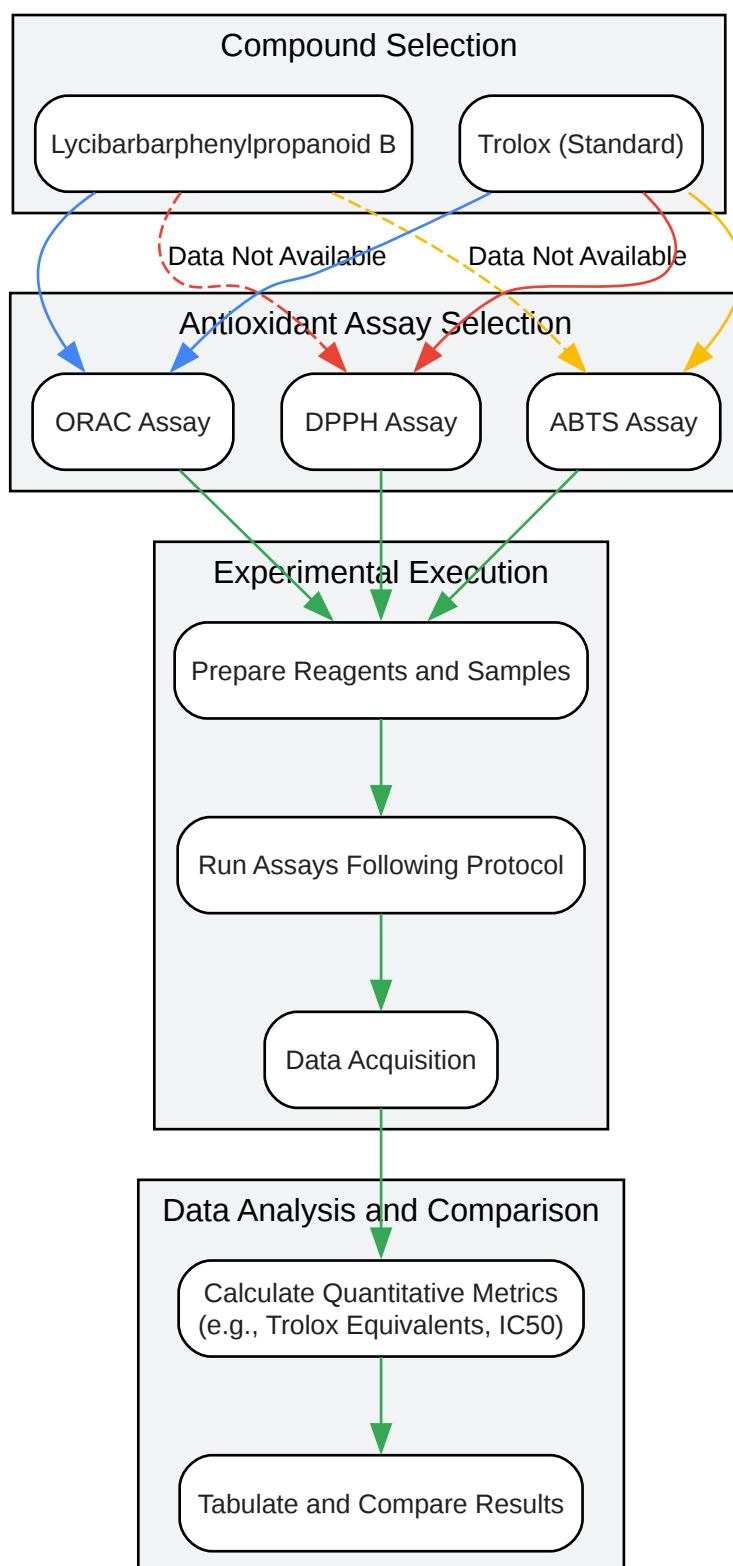 Compound Selection
Lycibarbarphenylpropanoid B
Trolox (Standard)
Data Not Available
Data Not Available
Antioxidant Assay Selection
ORAC Assay
DPPH Assay
ABTS Assay
Experimental Execution
Prepare Reagents and Samples
Run Assays Following Protocol
Data Acquisition
Data Analysis and Comparison
Calculate Quantitative Metrics
(e.g., Trolox Equivalents, IC50)
Tabulate and Compare Results